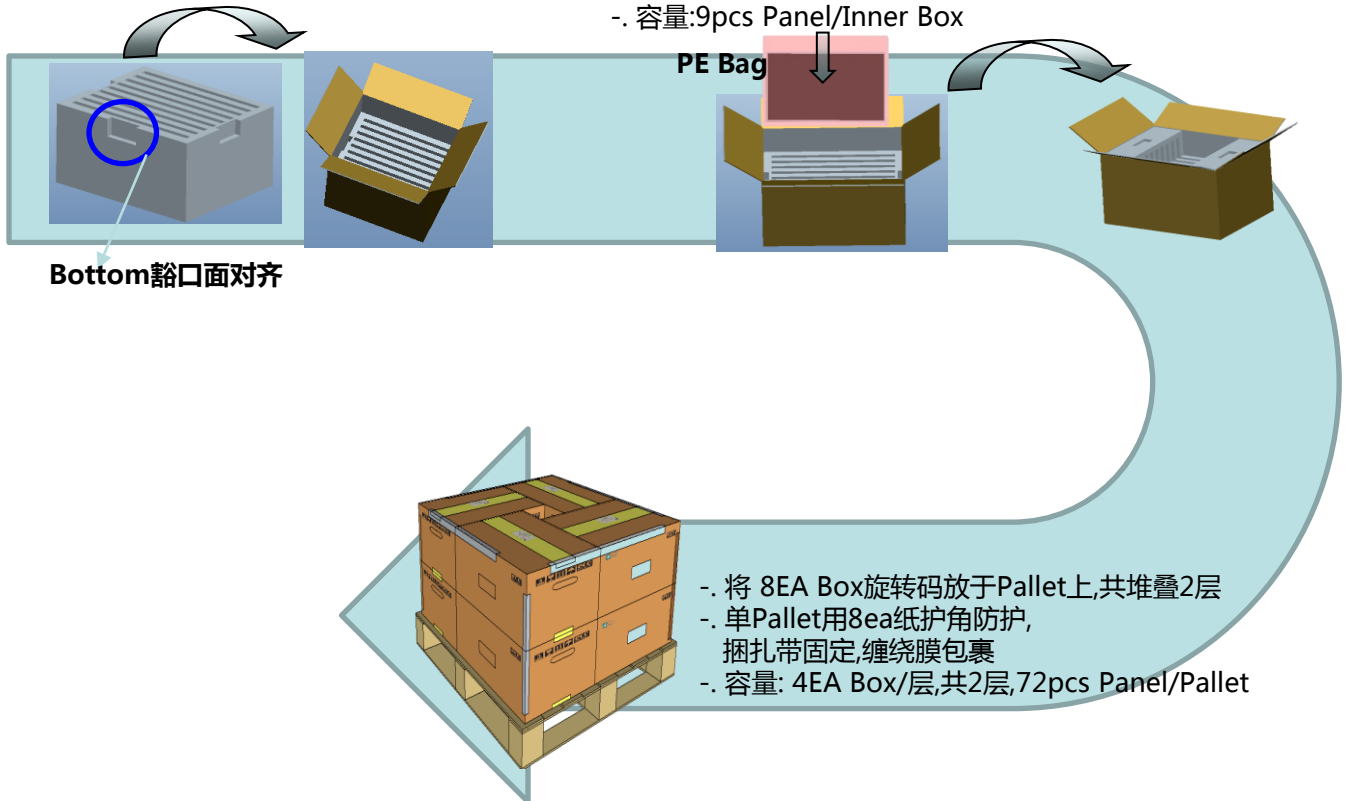 -. 容量:9pcs Panel/Inner Box
PE Bag
Bottom豁口面对齐
-. 将 8EA Box旋转码放于Pallet上,共堆叠2层
-. 单Pallet用8ea纸护角防护,
捆扎带固定,缠绕膜包裹
-. 容量: 4EA Box/层,共2层,72pcs Panel/Pallet